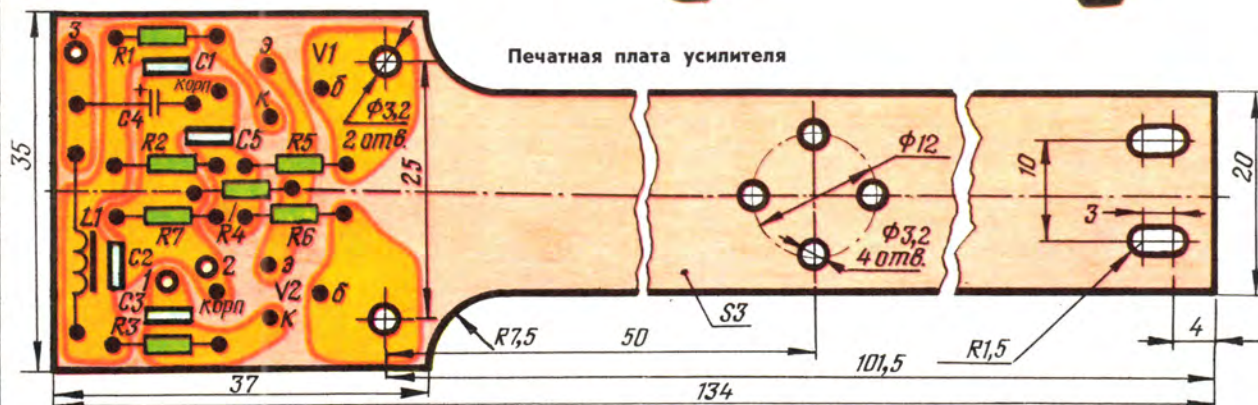 Печатная плата усилителя
3
R1
C1
Э
V1
б
корп
К
+
C4
Ф3,2
2 отв.
C5
R2
R5
35
25
Ф12
10
20
3
L1
R7
R4
R6
Ф3,2
4 отв.
C2
1
2
Э
V2
б
C3
корп
К
R3
S3
R7,5
50
R1,5
4
101,5
37
134